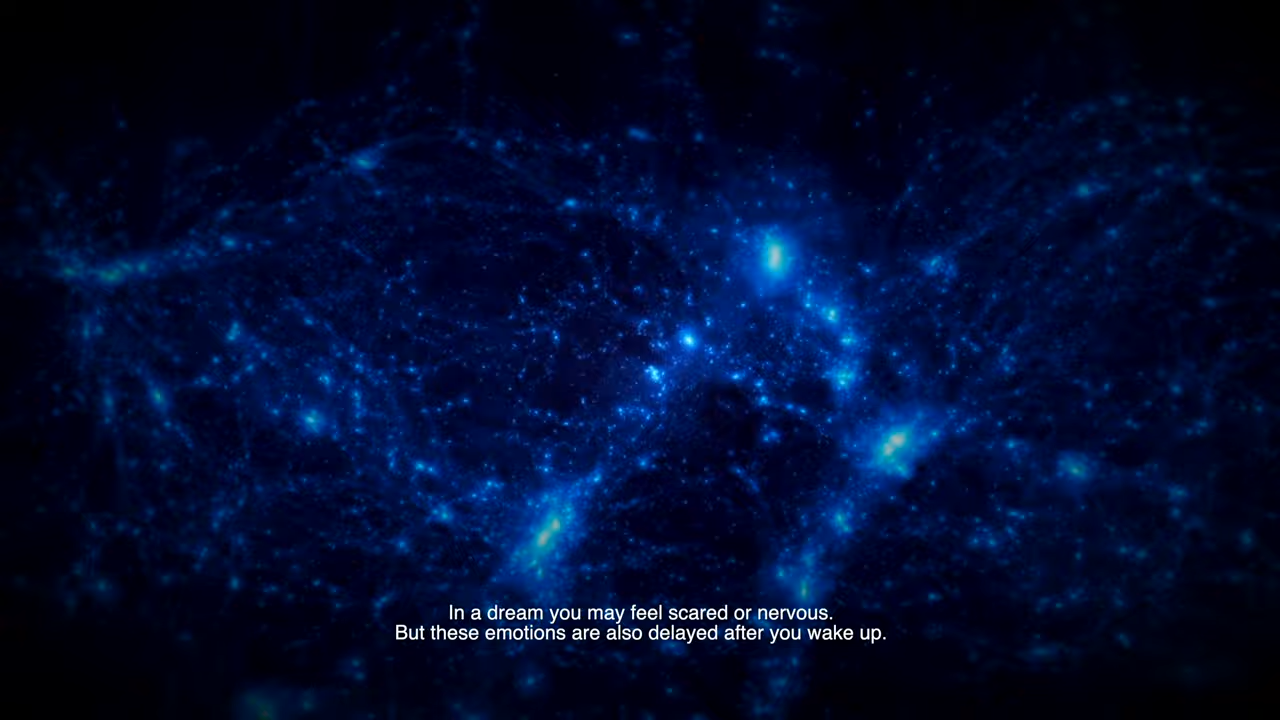 In a dream you may feel scared or nervous.
But these emotions are also delayed after you wake up.